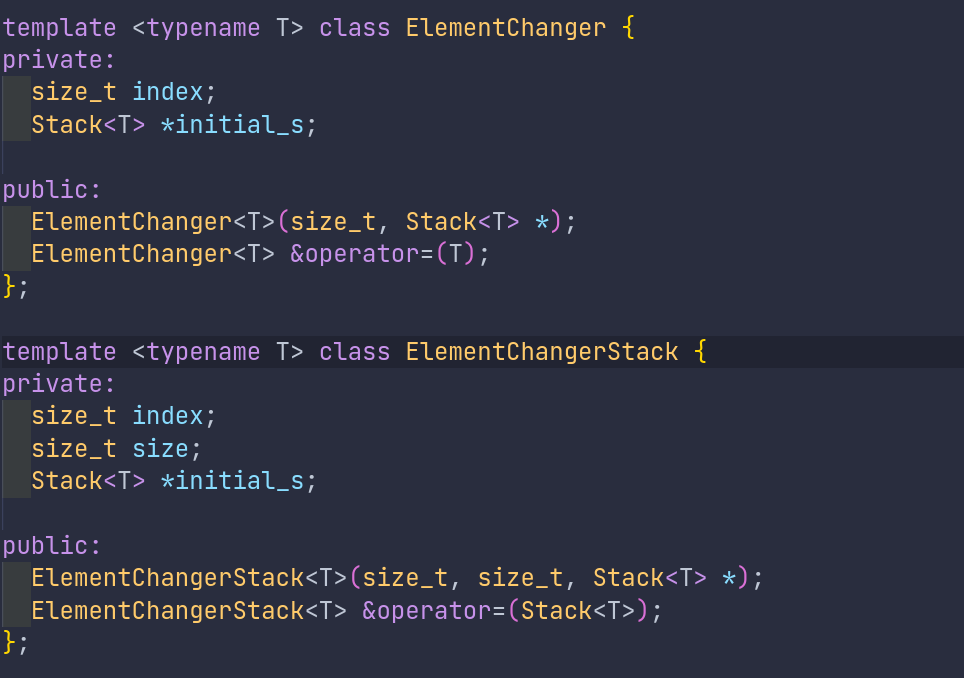 template <typename T> class ElementChanger {
private:
  size_t index;
  Stack<T> *initial_s;

public:
  ElementChanger<T>(size_t, Stack<T> *);
  ElementChanger<T> &operator=(T);
};

template <typename T> class ElementChangerStack {
private:
  size_t index;
  size_t size;
  Stack<T> *initial_s;

public:
  ElementChangerStack<T>(size_t, size_t, Stack<T> *);
  ElementChangerStack<T> &operator=(Stack<T>);
};